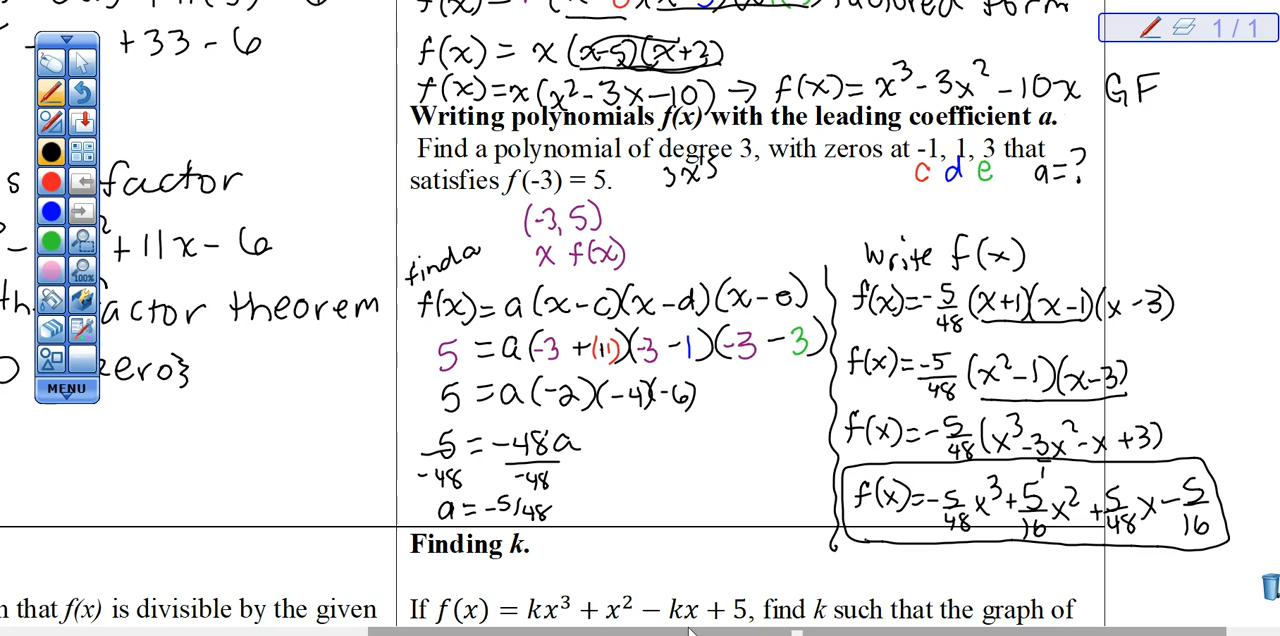 +33 - 6
f(x) = x (x-5)(x+2)
f(x)=x(x²-3x-10) → f(x)= x³-3x²-10x GF
1 / 1
Writing polynomials f(x) with the leading coefficient a.
Find a polynomial of degree 3, with zeros at -1, 1, 3 that
satisfies f(-3) = 5.
3x³
c d e a=?
factor
+11x-6
factor theorem
zeros
MENU
(-3, 5)
x f(x)
find a
f(x)=a(x-c)(x-d)(x-e)
5 =a(-3 +(+1))(-3 -1)(-3 -3)
5 =a(-2)(-4)(-6)
5 = -48a
-48 -48
a = -5/48
write f(x)
f(x)=-5/48 (x+1)(x-1)(x-3)
f(x)=-5/48 (x²-1)(x-3)
f(x)=-5/48 (x³-3x²-x+3)
f(x)=-5/48 x³+5/16 x²+5/48 x-5/16
Finding k.
that f(x) is divisible by the given
If f(x) = kx³ + x² − kx + 5, find k such that the graph of